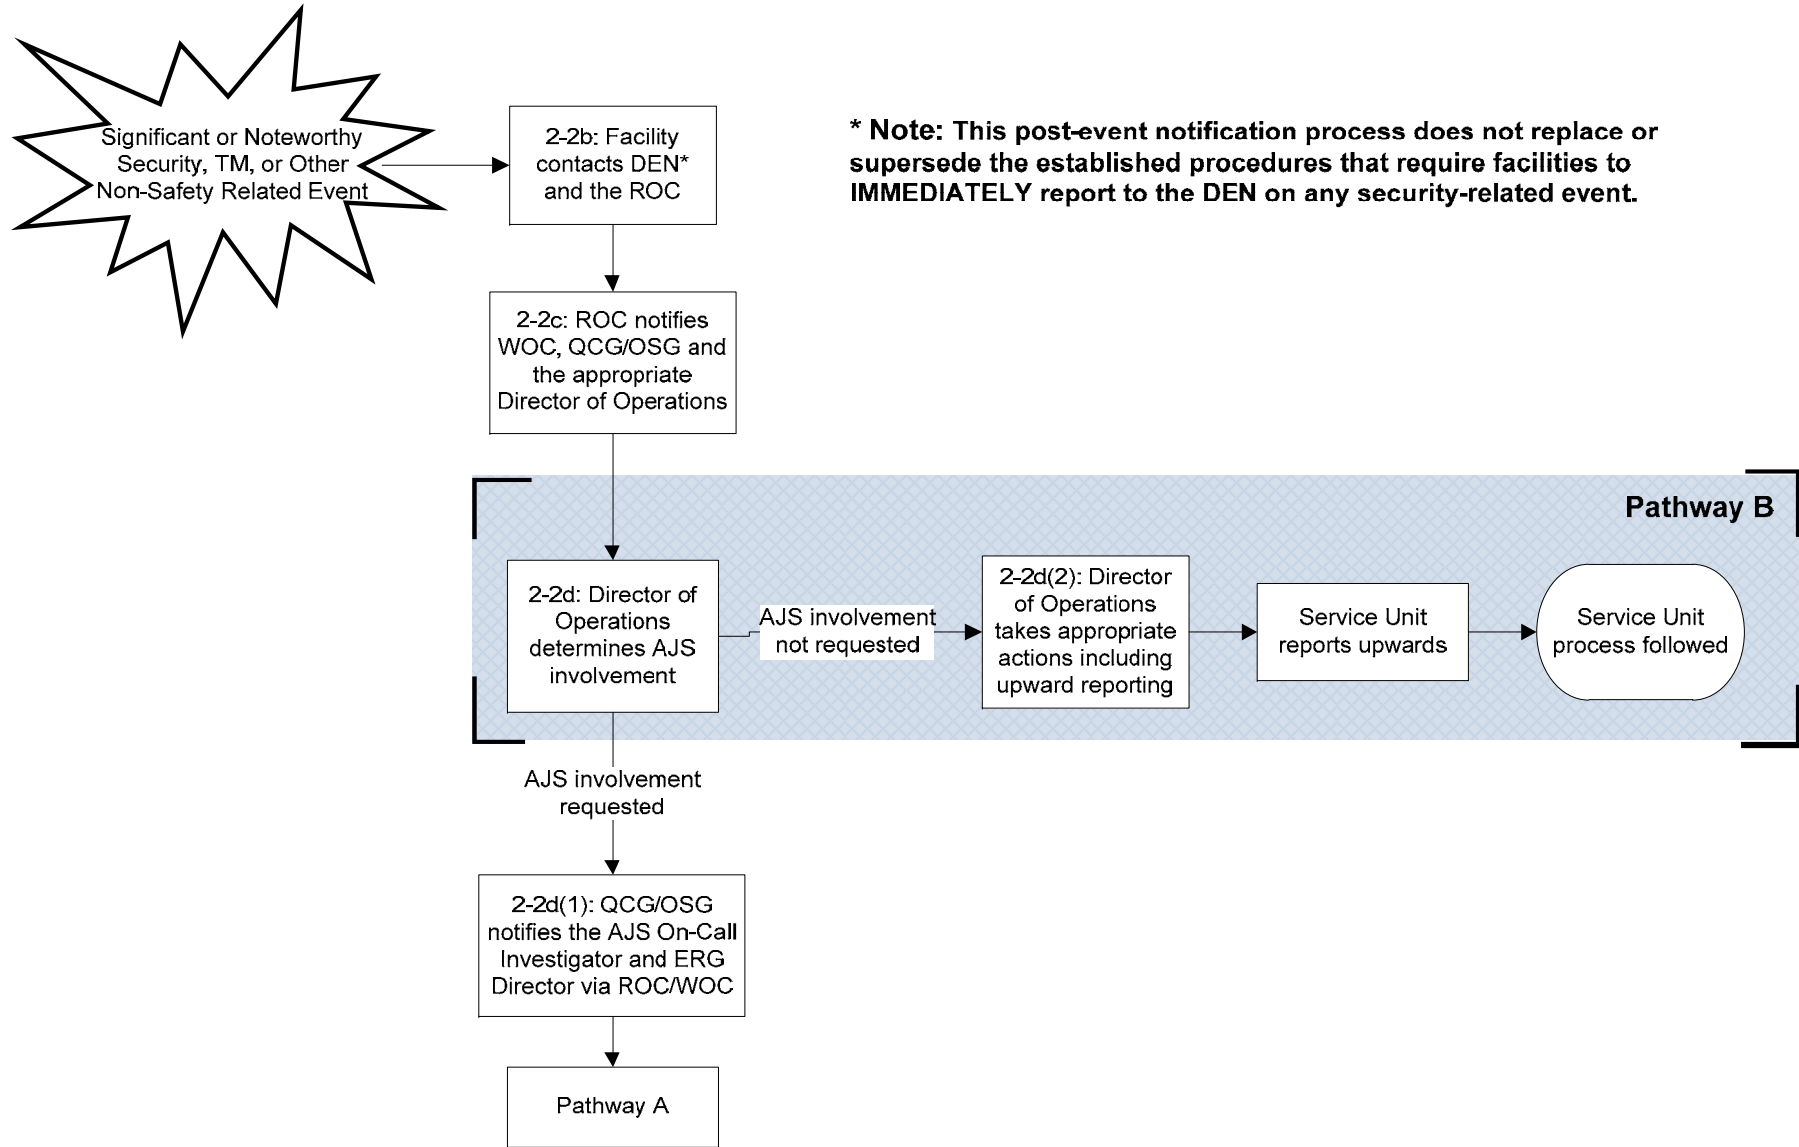 Significant or Noteworthy
Security, TM, or Other
Non-Safety Related Event
2-2b: Facility
contacts DEN*
and the ROC
* Note: This post-event notification process does not replace or
supersede the established procedures that require facilities to
IMMEDIATELY report to the DEN on any security-related event.
2-2c: ROC notifies
WOC, QCG/OSG and
the appropriate
Director of Operations
Pathway B
2-2d: Director of
Operations
determines AJS
involvement
AJS involvement
not requested
2-2d(2): Director
of Operations
takes appropriate
actions including
upward reporting
Service Unit
reports upwards
Service Unit
process followed
AJS involvement
requested
2-2d(1): QCG/OSG
notifies the AJS On-Call
Investigator and ERG
Director via ROC/WOC
Pathway A